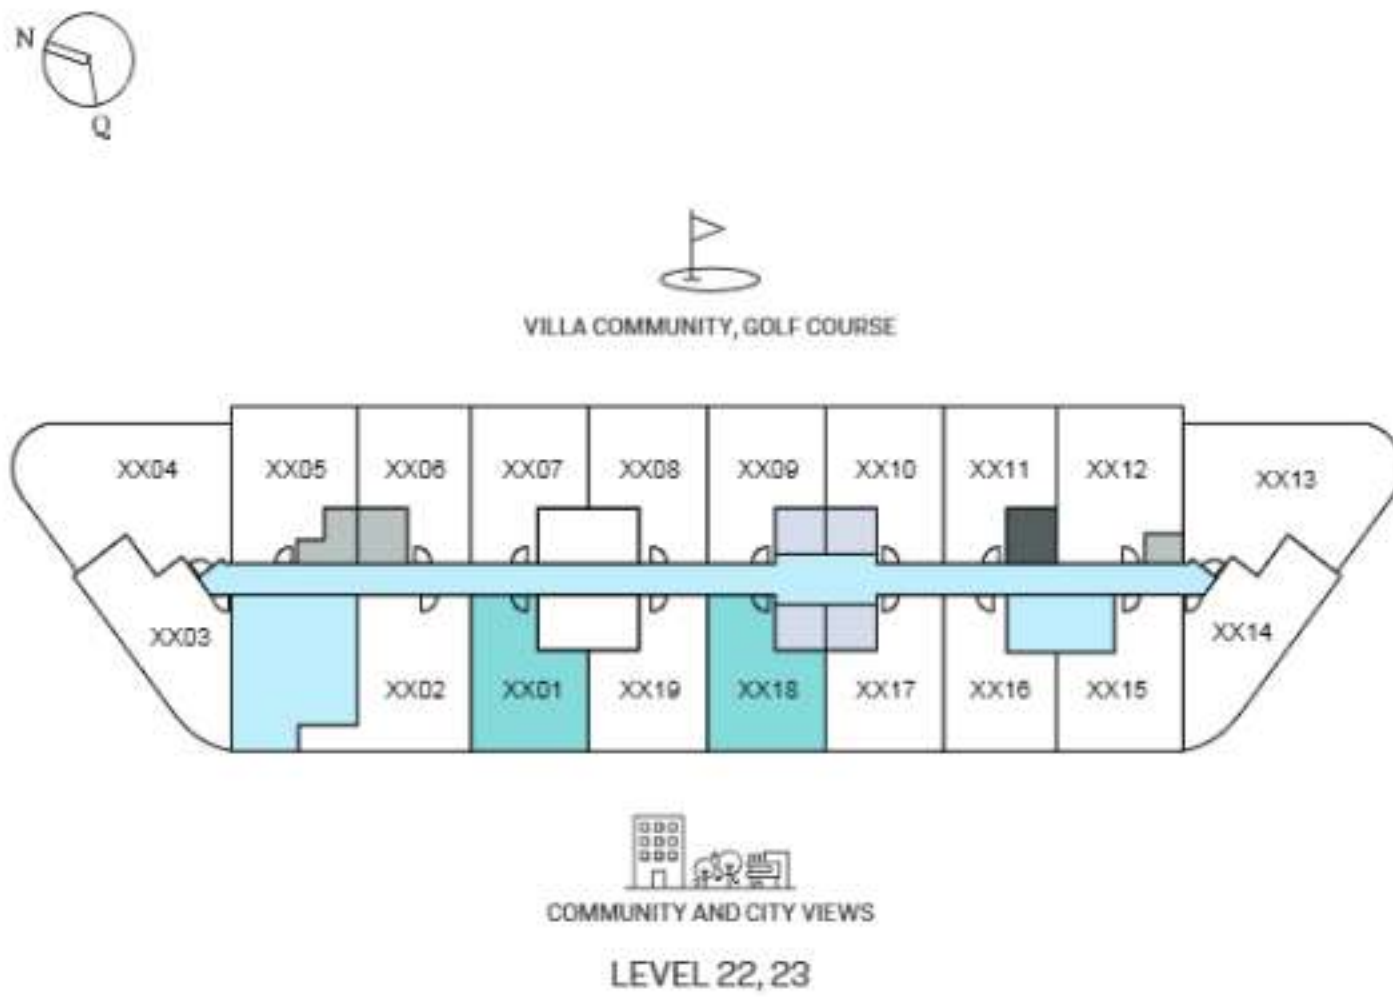 N
Q
VILLA COMMUNITY, GOLF COURSE
XX04 XX05 XX06 XX07 XX08 XX09 XX10 XX11 XX12 XX13
XX03 XX02 XX01 XX19 XX18 XX17 XX16 XX15 XX14
COMMUNITY AND CITY VIEWS
LEVEL 22, 23